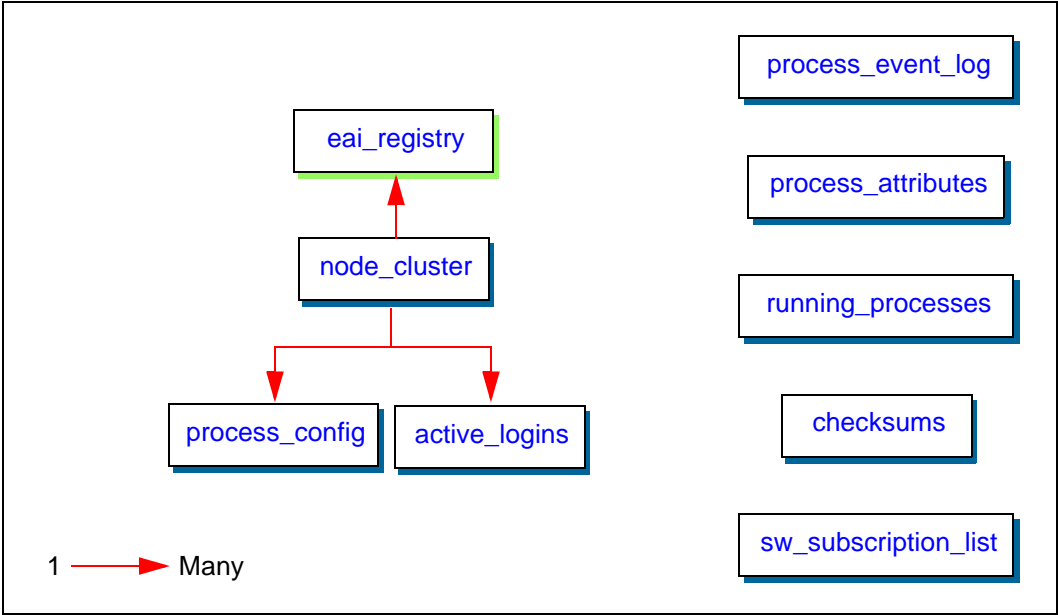 process_event_log
eai_registry
process_attributes
node_cluster
running_processes
process_config
active_logins
checksums
sw_subscription_list
1 Many